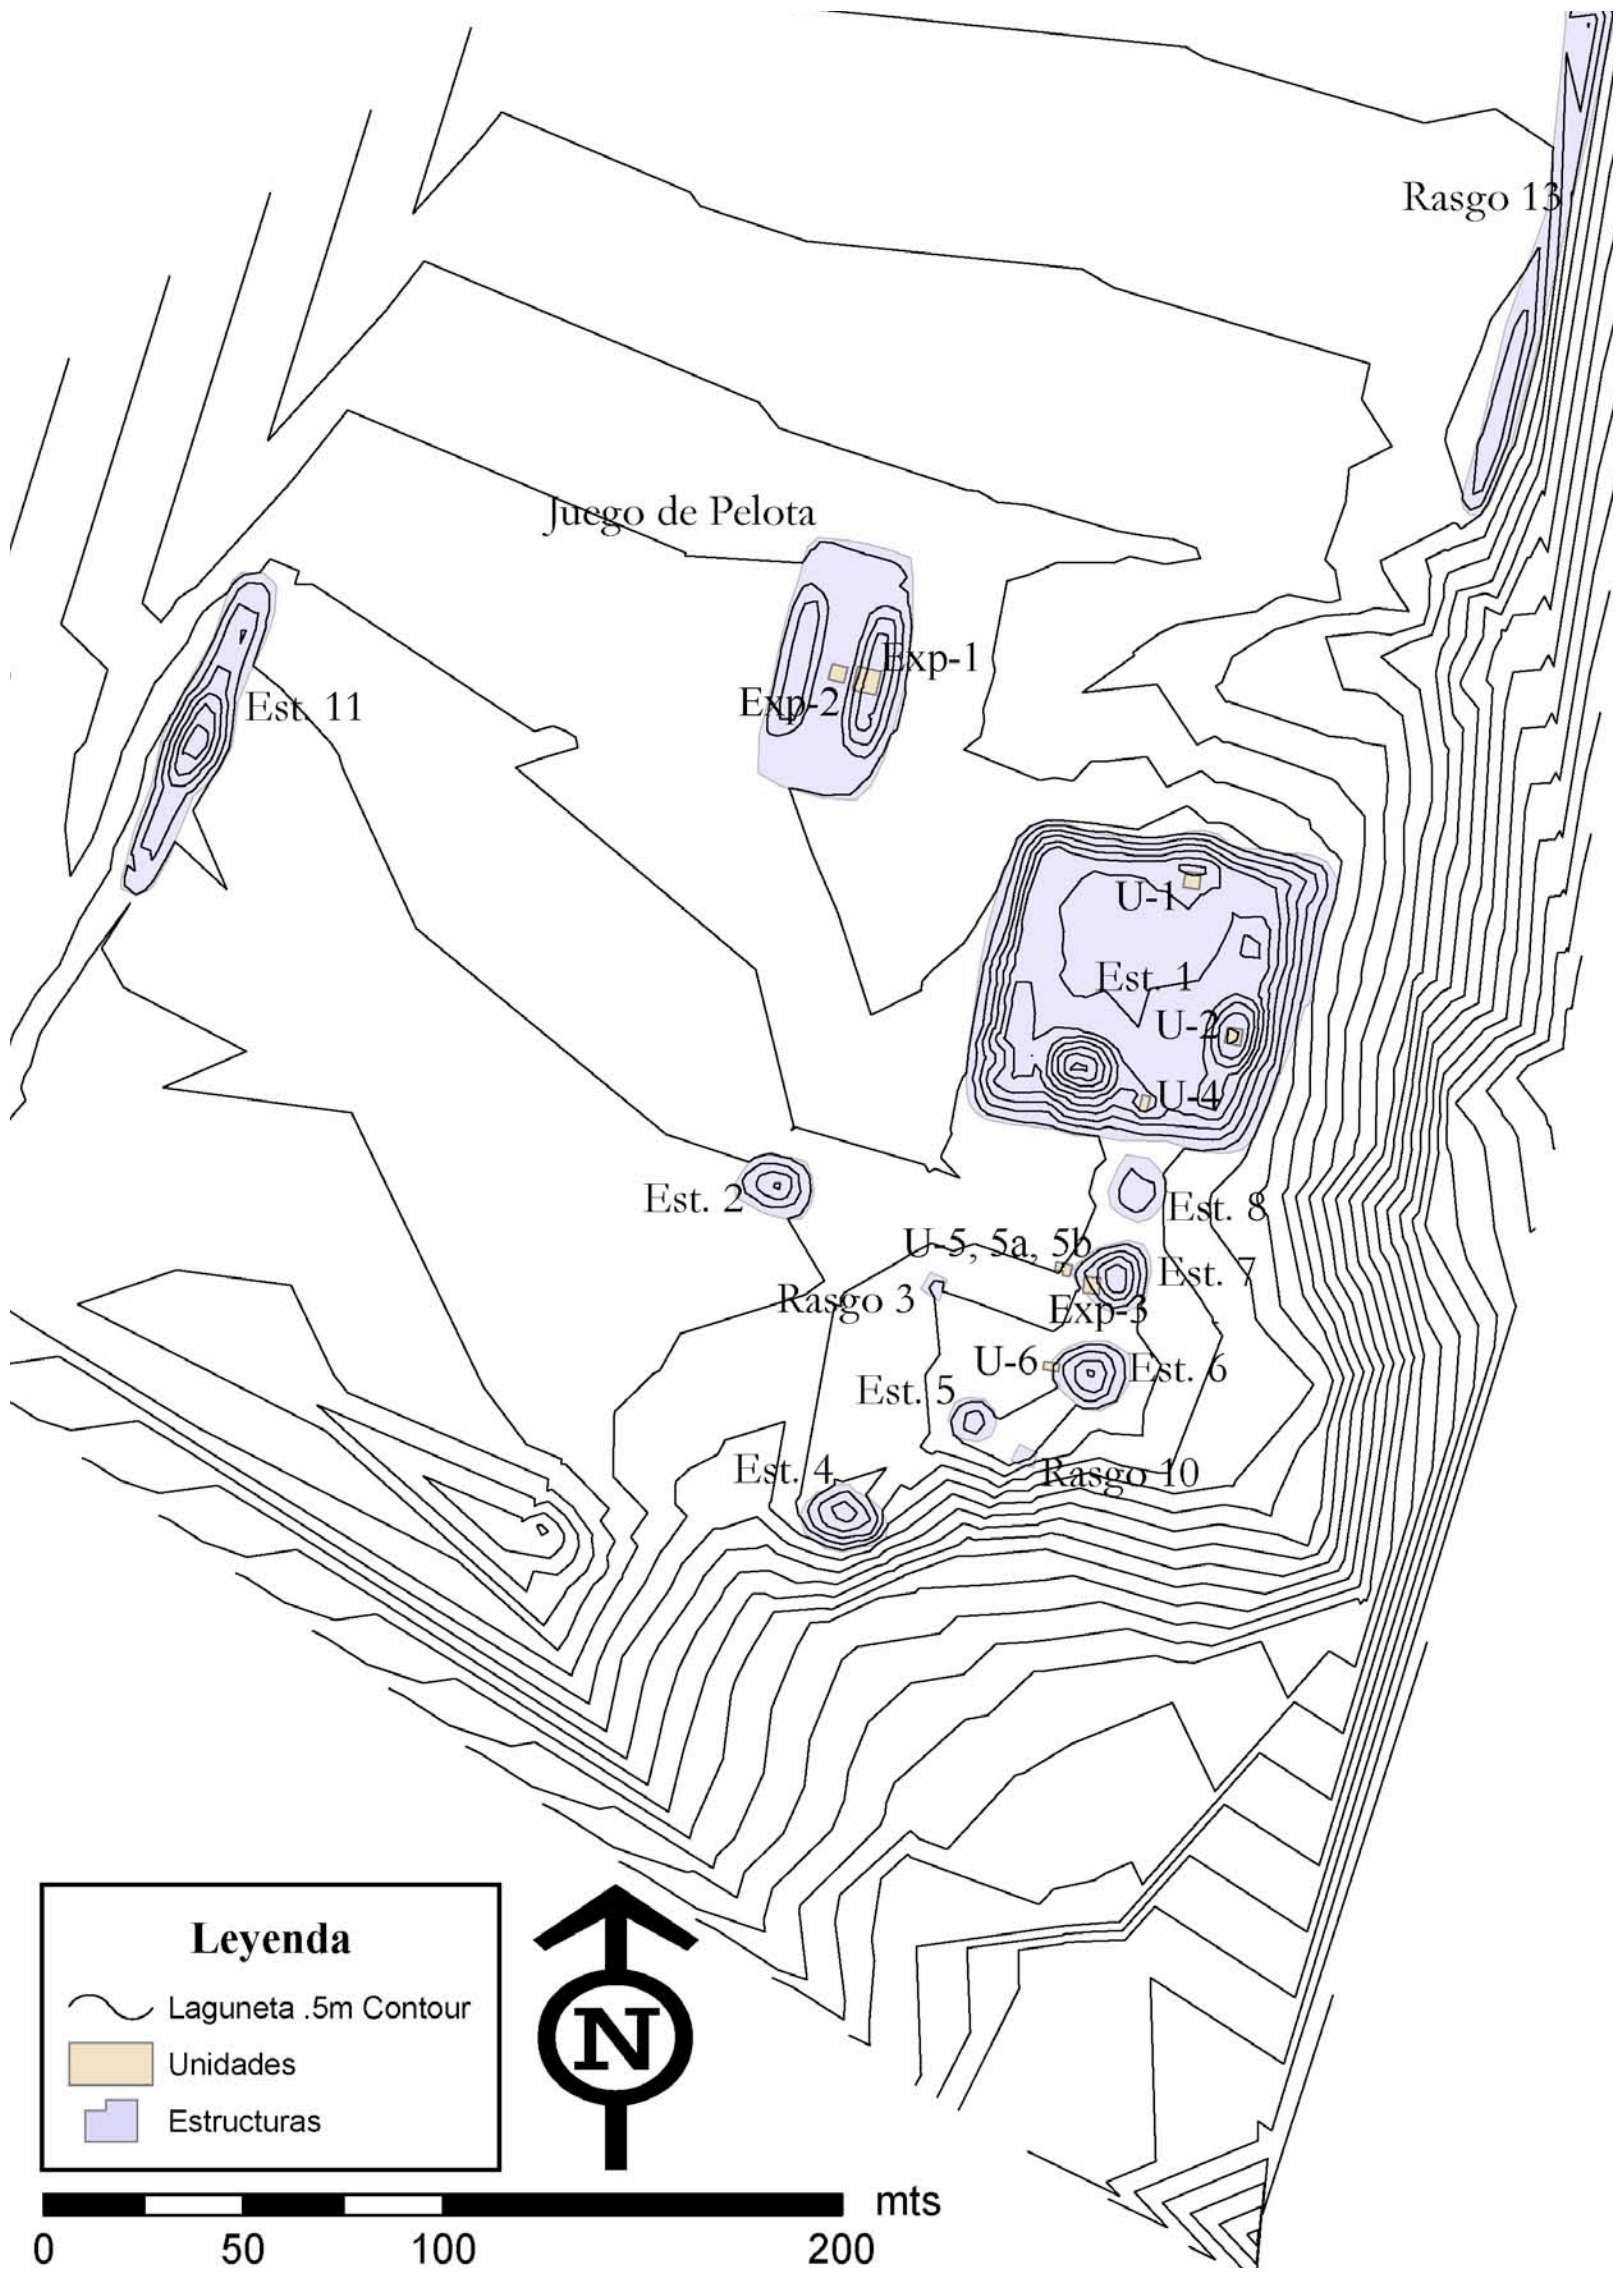 Rasgo 13
Juego de Pelota
Exp-1
Exp-2
Est. 11
U-1
Est. 1
U-2
U-4
Est. 2
Est. 8
U-5, 5a, 5b
Est. 7
Rasgo 3
Exp-3
U-6
Est. 6
Est. 5
Est. 4
Rasgo 10
Leyenda
Laguneta .5m Contour
Unidades
Estructuras
N
mts
0 50 100 200